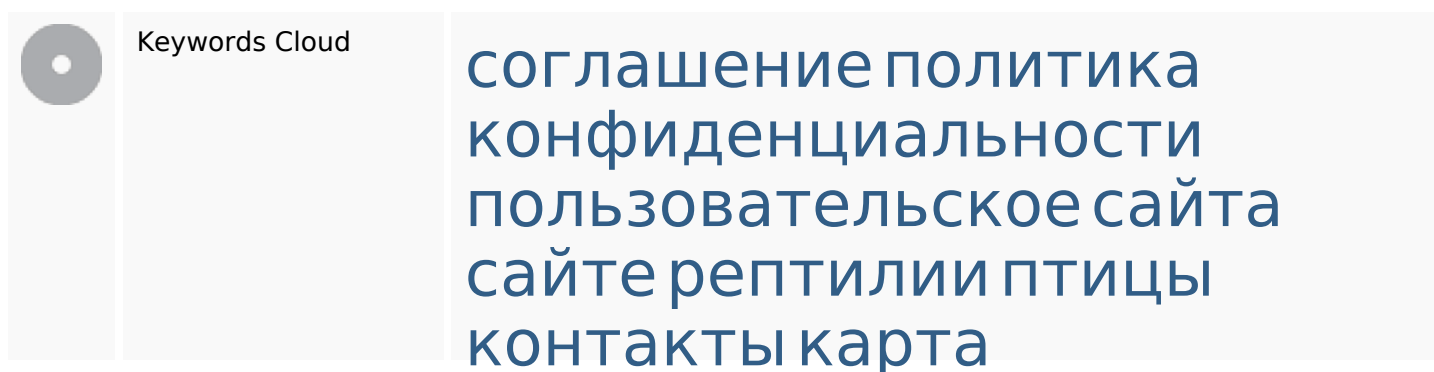 Keywords Cloud
соглашение политика
конфиденциальности
пользовательское сайта
сайте рептилии птицы
контакты карта